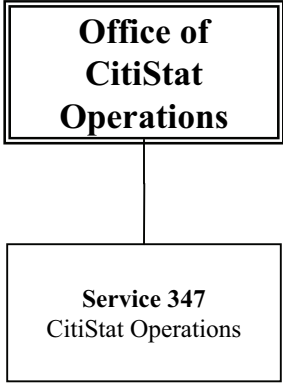 Office of
CitiStat
Operations
Service 347
CitiStat Operations